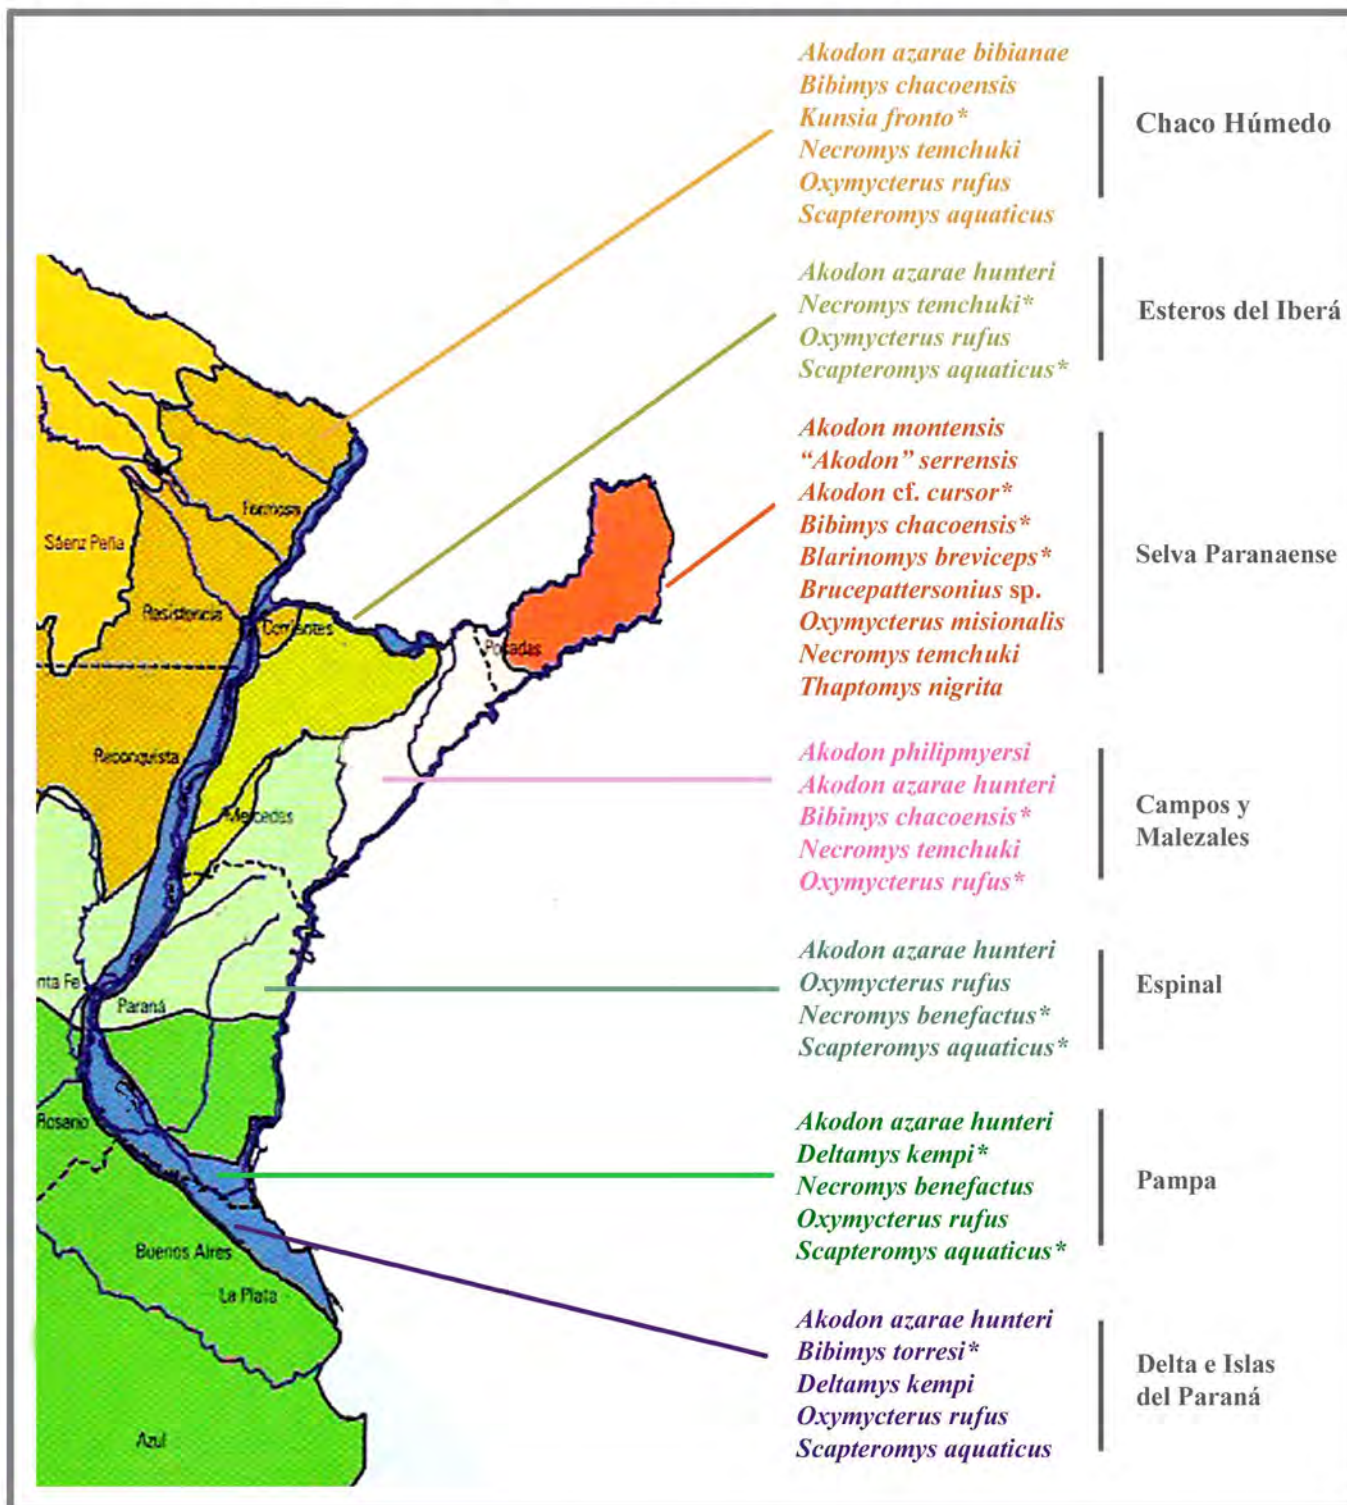 Akodon azarae bibianae
Bibimys chacoensis
Kunsia fronto*
Necromys temchuki
Oxymycterus rufus
Scapteromys aquaticus
Chaco Húmedo
Akodon azarae hunteri
Necromys temchuki*
Oxymycterus rufus
Scapteromys aquaticus*
Esteros del Iberá
Akodon montensis
“Akodon” serrensis
Akodon cf. cursor*
Bibimys chacoensis*
Blarinomys breviceps*
Brucepattersonius sp.
Oxymycterus misionalis
Necromys temchuki
Thaptomys nigrita
Selva Paranaense
Akodon philipmyersi
Akodon azarae hunteri
Bibimys chacoensis*
Necromys temchuki
Oxymycterus rufus*
Campos y
Malezales
Akodon azarae hunteri
Oxymycterus rufus
Necromys benefactus*
Scapteromys aquaticus*
Espinal
Akodon azarae hunteri
Deltamys kempi*
Necromys benefactus
Oxymycterus rufus
Scapteromys aquaticus*
Pampa
Akodon azarae hunteri
Bibimys torresi*
Deltamys kempi
Oxymycterus rufus
Scapteromys aquaticus
Delta e Islas
del Paraná
Formosa
Sáenz Peña
Resistencia
Corrientes
Posadas
Reconquista
Mercedes
nta Fe
Paraná
Rosario
Buenos Aires
La Plata
Azul